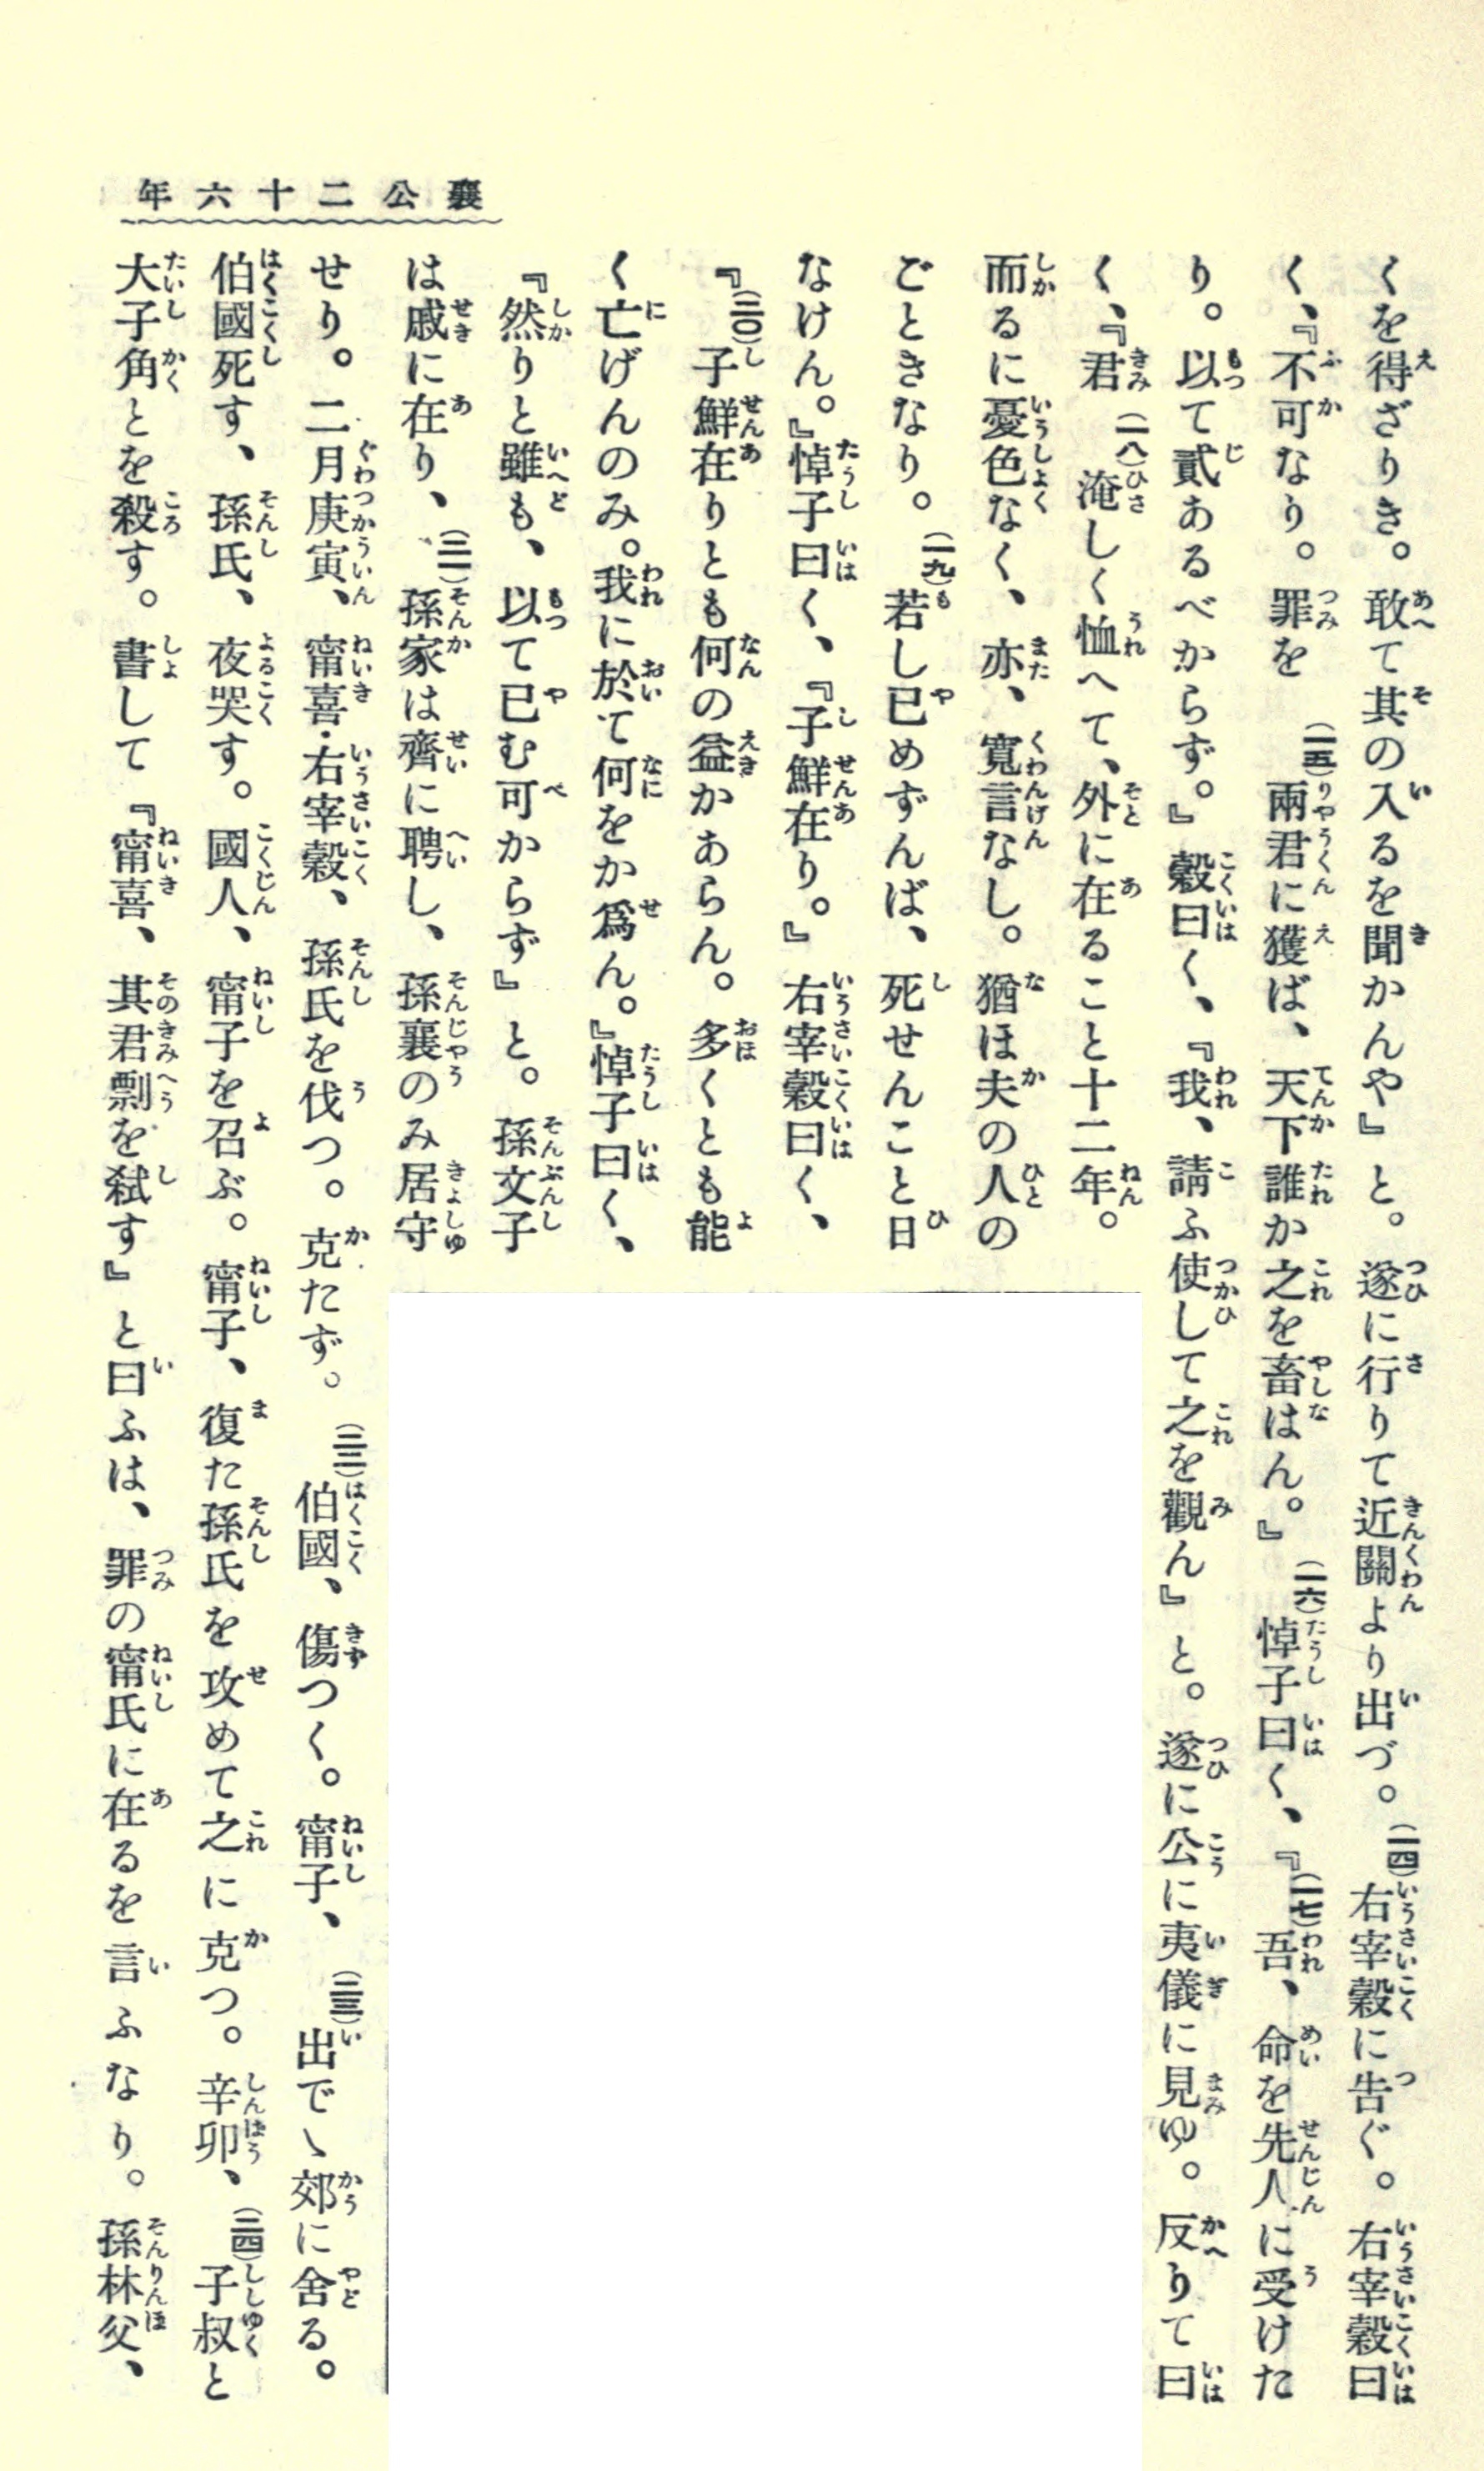 襄公二十六年
くを得ざりき。敢て其の入るを聞かんや』と。遂に行りて近關より出づ。(一四)右宰穀に告ぐ。右宰穀曰
く、『不可なり。罪を(一五)兩君に獲ば、天下誰か之を畜はん。』(一六)悼子曰く、『(一七)吾、命を先人に受けた
り。以て貳あるべからず。』穀曰く、『我、請ふ使して之を觀ん』と。遂に公に夷儀に見ゆ。反りて曰
く、『君(一八)淹しく恤へて、外に在ること十二年。
而るに憂色なく、亦、寬言なし。猶ほ夫の人の
ごときなり。(一九)若し已めずんば、死せんこと日
なけん。』悼子曰く、『子鮮在り。』右宰穀曰く、
『(二〇)子鮮在りとも何の益かあらん。多くとも能
く亡げんのみ。我に於て何をか爲ん。』悼子曰く、
『然りと雖も、以て已む可からず』と。孫文子
は戚に在り、(二一)孫家は齊に聘し、孫襄のみ居守
せり。二月庚寅、甯喜・右宰穀、孫氏を伐つ。克たず。(二二)伯國、傷つく。甯子、(二三)出でゝ郊に舍る。
伯國死す、孫氏、夜哭す。國人、甯子を召ぶ。甯子、復た孫氏を攻めて之に克つ。辛卯、(二四)子叔と
大子角とを殺す。書して『甯喜、其君剽を弑す』と曰ふは、罪の甯氏に在るを言ふなり。孫林父、